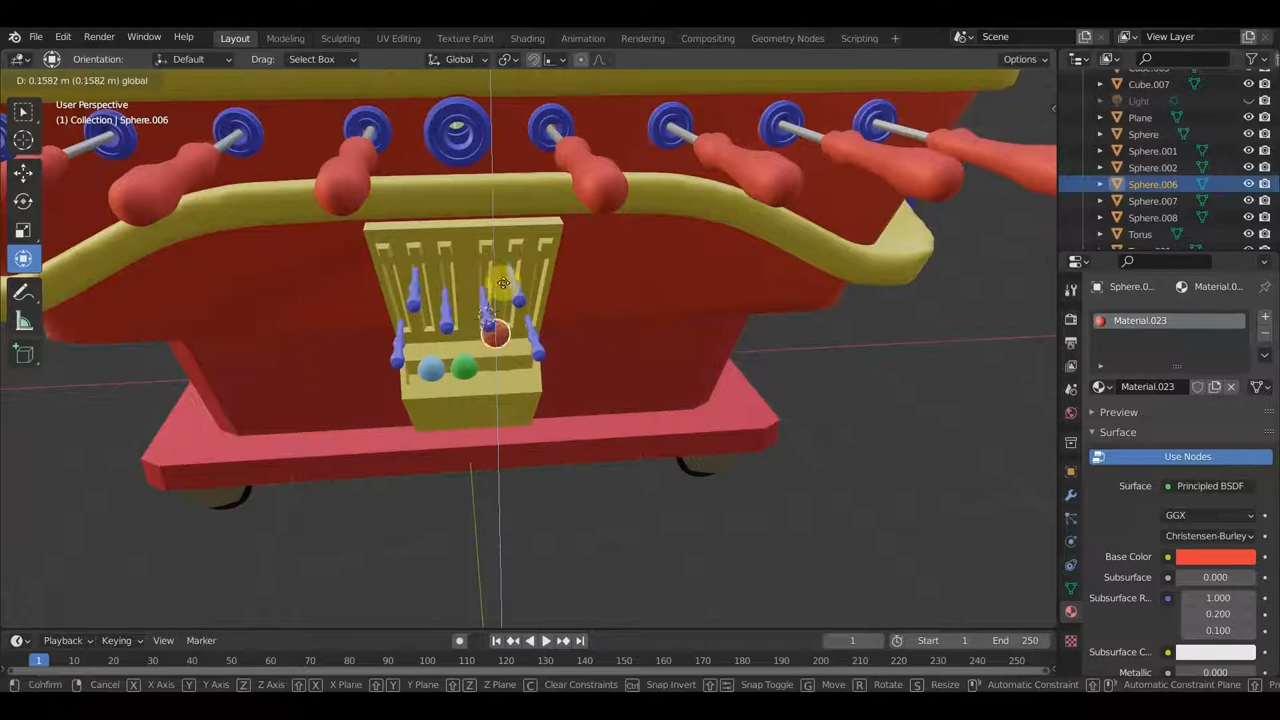 File Edit Render Window Help Layout Modeling Sculpting UV Editing Texture Paint Shading Animation Rendering Compositing Geometry Nodes Scripting + Scene View Layer
Orientation: Default Drag: Select Box Global Options
D: 0.1592 m (0.1582 m) global
User Perspective
(1) Collection | Sphere.006
Cube.007
Light
Plane
Sphere
Sphere.001
Sphere.002
Sphere.006
Sphere.007
Sphere.008
Torus
Sphere.0... Material.0...
Material.023
Material.023
Preview
Surface
Use Nodes
Surface Principled BSDF
GGX
Christensen-Burley
Base Color
Subsurface 0.000
Subsurface R... 1.000
0.200
0.100
Subsurface C...
Metallic 0.000
Playback Keying View Marker 1 Start 1 End 250
1 10 20 30 40 50 60 70 80 90 100 110 120 130 140 150 160 170 180 190 200 210 220 230 240 250
Confirm Cancel X X Axis Y Y Axis Z Z Axis X X Plane Y Y Plane Z Z Plane C Clear Constraints Ctrl Snap Invert Snap Toggle G Move R Rotate S Resize Automatic Constraint Automatic Constraint Plane